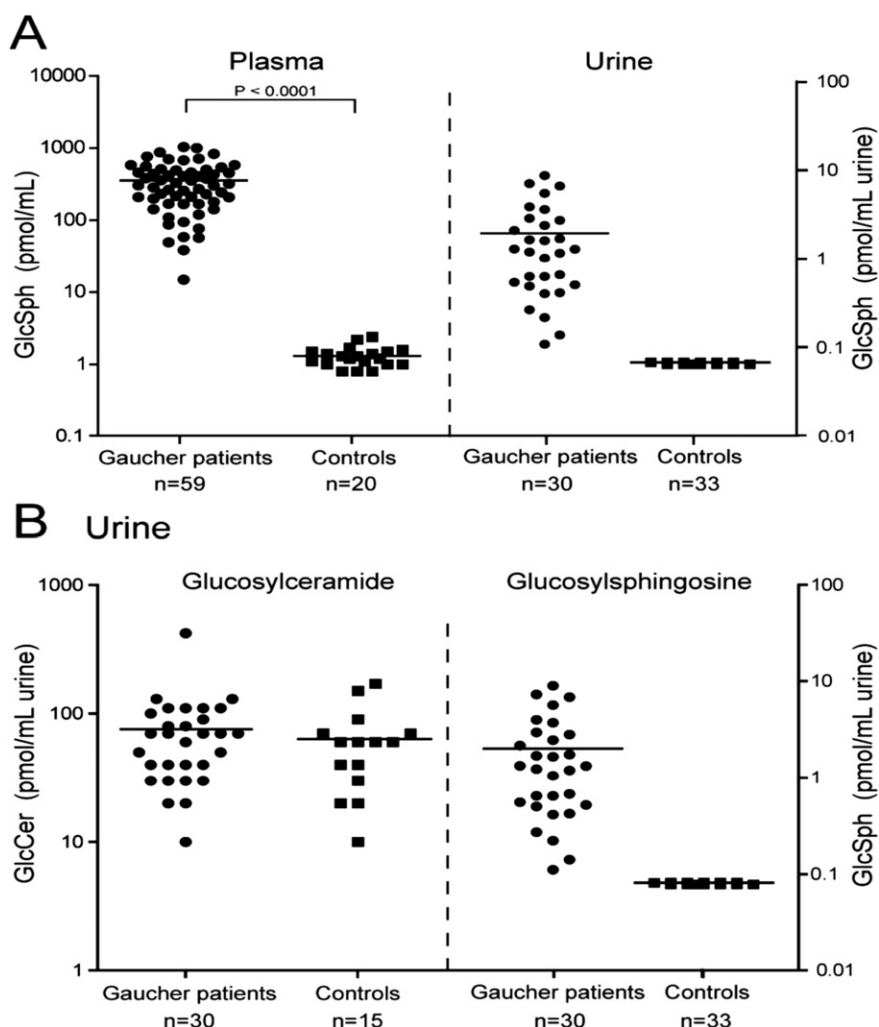 A
Plasma
Urine
P < 0.0001
GlcSph (pmol/mL)
10000
1000
100
10
1
0.1
100
10
1
0.1
0.01
GlcSph (pmol/mL urine)
Gaucher patients
n=59
Controls
n=20
Gaucher patients
n=30
Controls
n=33
B Urine
Glucosylceramide
Glucosylsphingosine
GlcCer (pmol/mL urine)
1000
100
10
1
100
10
1
0.1
0.01
GlcSph (pmol/mL urine)
Gaucher patients
n=30
Controls
n=15
Gaucher patients
n=30
Controls
n=33